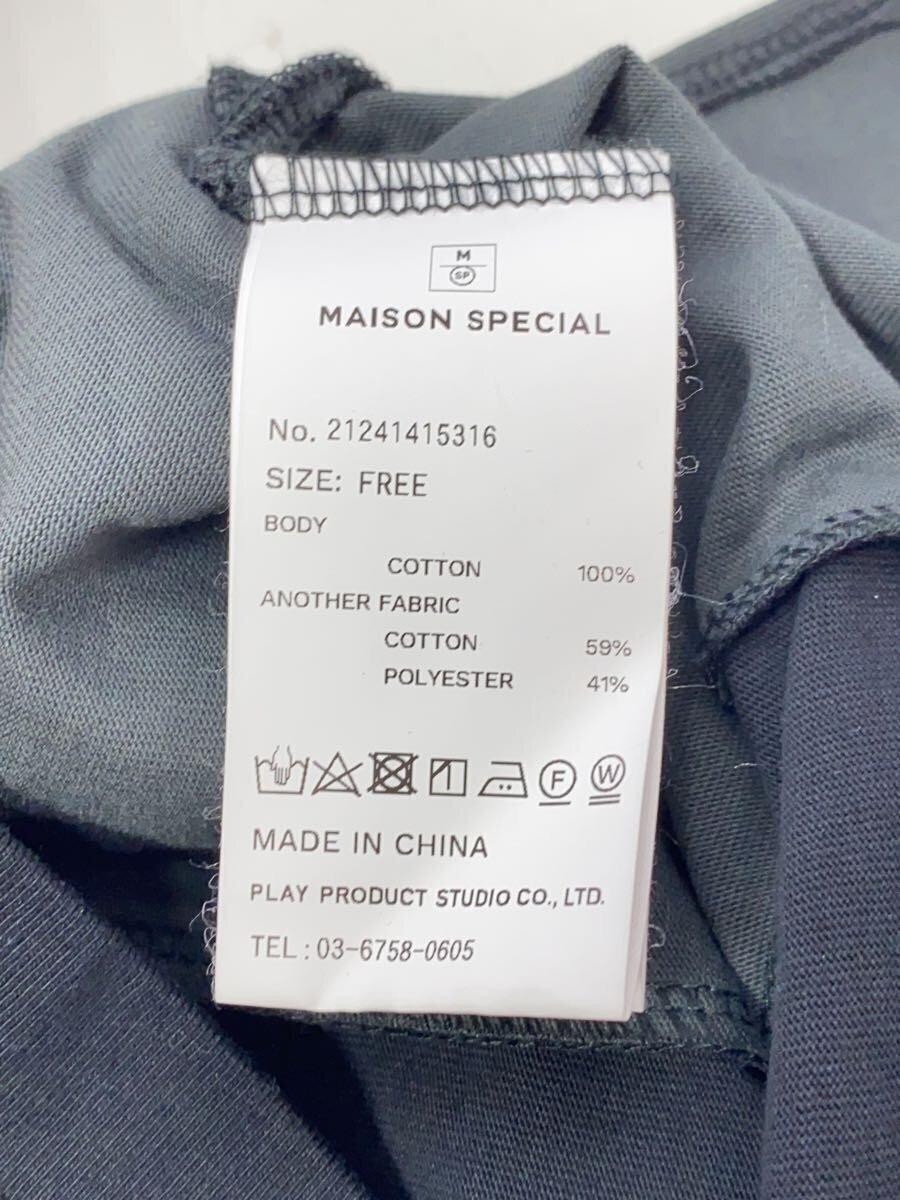 M
SP
MAISON SPECIAL
No. 21241415316
SIZE: FREE
BODY
COTTON 100%
ANOTHER FABRIC
COTTON 59%
POLYESTER 41%
F W
MADE IN CHINA
PLAY PRODUCT STUDIO CO., LTD.
TEL : 03-6758-0605